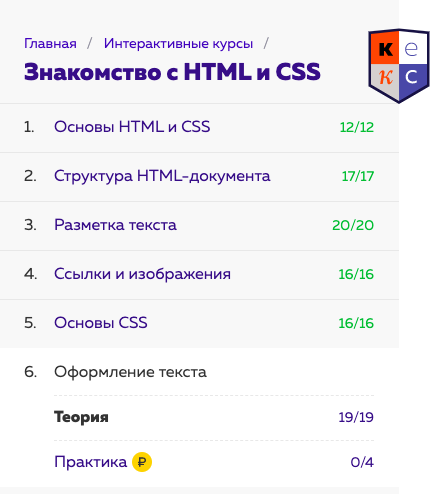 Главная / Интерактивные курсы /
Знакомство с HTML и CSS
К е
К С
1. Основы HTML и CSS 12/12
2. Структура HTML-документа 17/17
3. Разметка текста 20/20
4. Ссылки и изображения 16/16
5. Основы CSS 16/16
6. Оформление текста
Теория 19/19
Практика ₽ 0/4